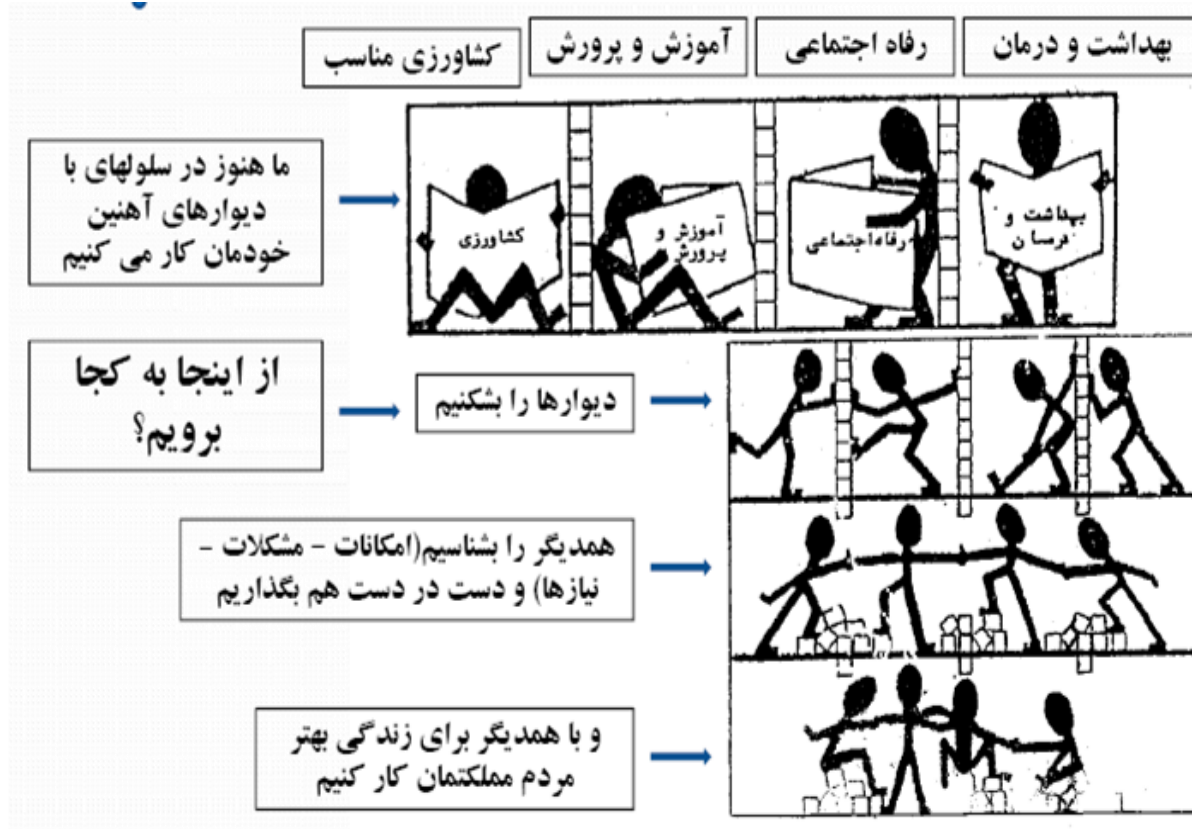 بهداشت و درمان
رفاه اجتماعی
آموزش و پرورش
کشاورزی مناسب
بهداشت و
درمان
رفاه اجتماعی
آموزش و
پرورش
کشاورزی
ما هنوز در سلولهای با
دیوارهای آهنین
خودمان کار می کنیم
از اینجا به کجا
برویم؟
دیوارها را بشکنیم
همدیگر را بشناسیم(امکانات - مشکلات -
نیازها) و دست در دست هم بگذاریم
و با همدیگر برای زندگی بهتر
مردم مملکتمان کار کنیم